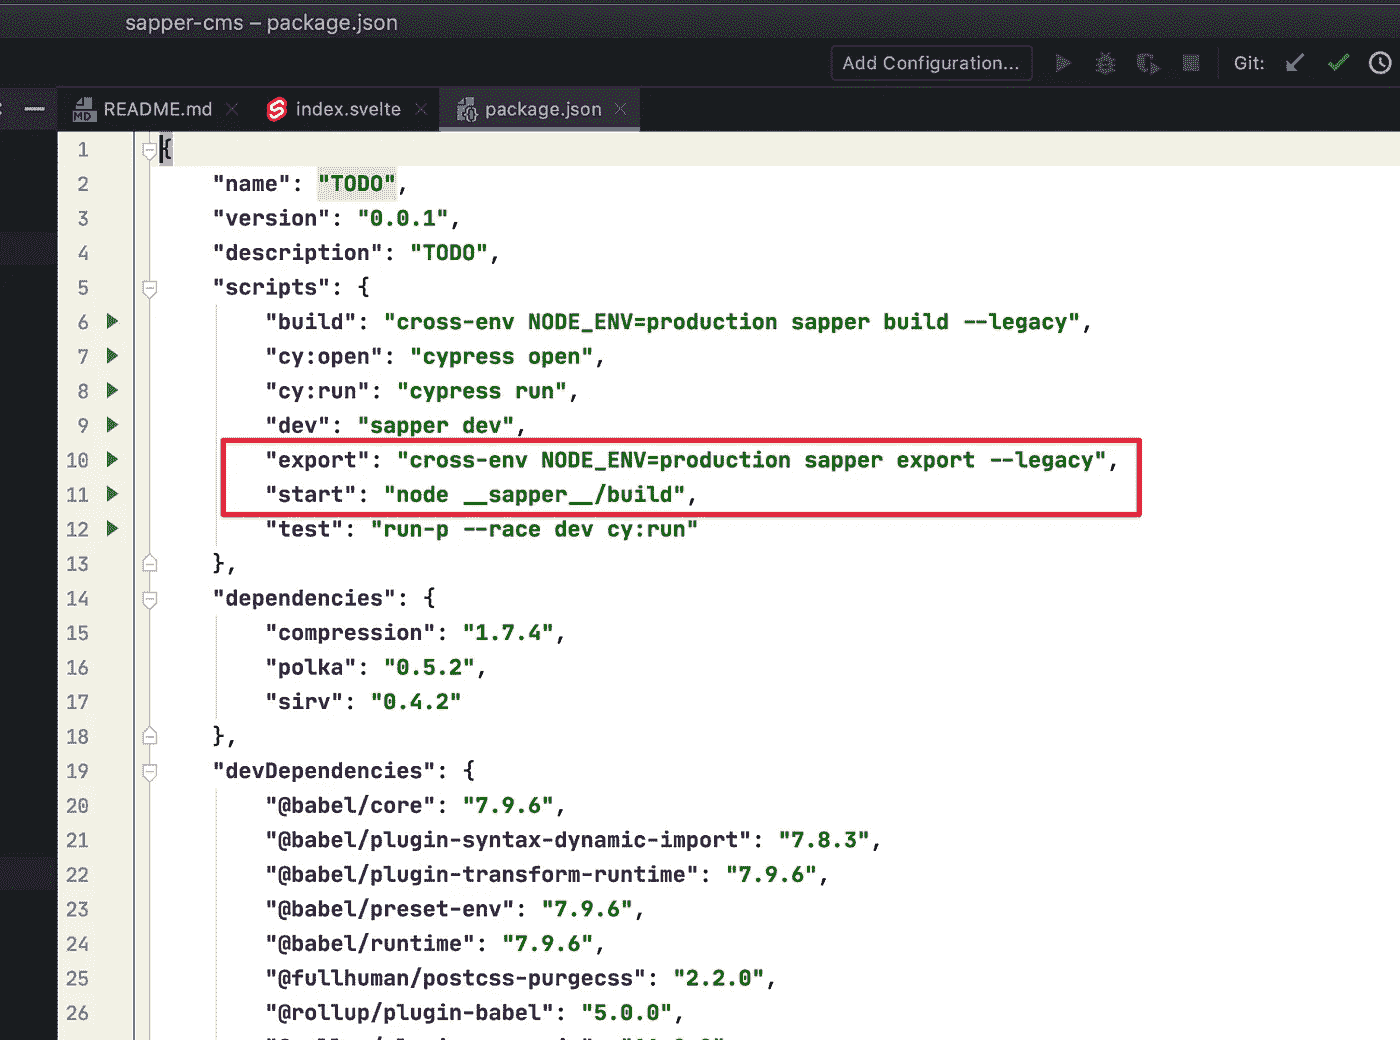 sapper-cms – package.json
Add Configuration...
Git:
MD README.md
index.svelte
package.json
1 {
2 "name": "TODO",
3 "version": "0.0.1",
4 "description": "TODO",
5 "scripts": {
6 "build": "cross-env NODE_ENV=production sapper build --legacy",
7 "cy:open": "cypress open",
8 "cy:run": "cypress run",
9 "dev": "sapper dev",
10 "export": "cross-env NODE_ENV=production sapper export --legacy",
11 "start": "node __sapper__/build",
12 "test": "run-p --race dev cy:run"
13 },
14 "dependencies": {
15 "compression": "1.7.4",
16 "polka": "0.5.2",
17 "sirv": "0.4.2"
18 },
19 "devDependencies": {
20 "@babel/core": "7.9.6",
21 "@babel/plugin-syntax-dynamic-import": "7.8.3",
22 "@babel/plugin-transform-runtime": "7.9.6",
23 "@babel/preset-env": "7.9.6",
24 "@babel/runtime": "7.9.6",
25 "@fullhuman/postcss-purgecss": "2.2.0",
26 "@rollup/plugin-babel": "5.0.0",